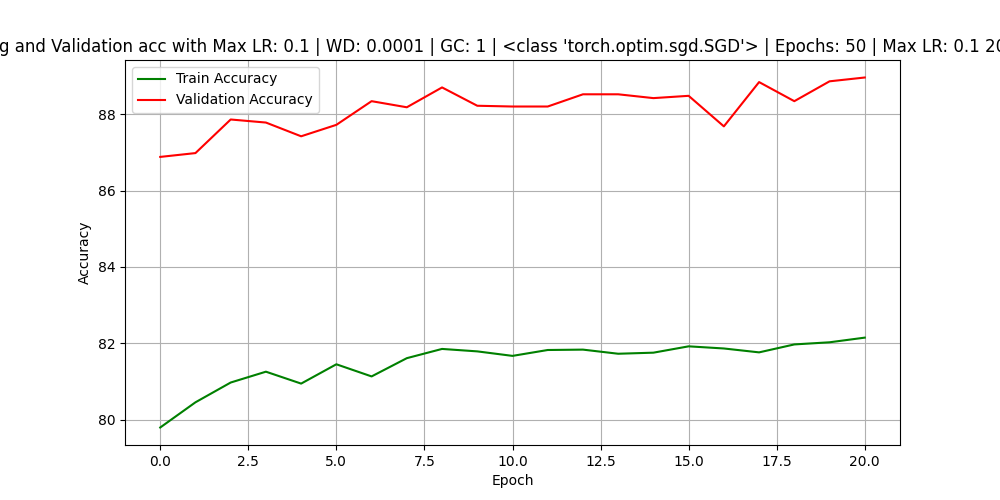 g and Validation acc with Max LR: 0.1 | WD: 0.0001 | GC: 1 | <class 'torch.optim.sgd.SGD'> | Epochs: 50 | Max LR: 0.1 20
Train Accuracy
Validation Accuracy
Accuracy
88
86
84
82
80
0.0 2.5 5.0 7.5 10.0 12.5 15.0 17.5 20.0
Epoch